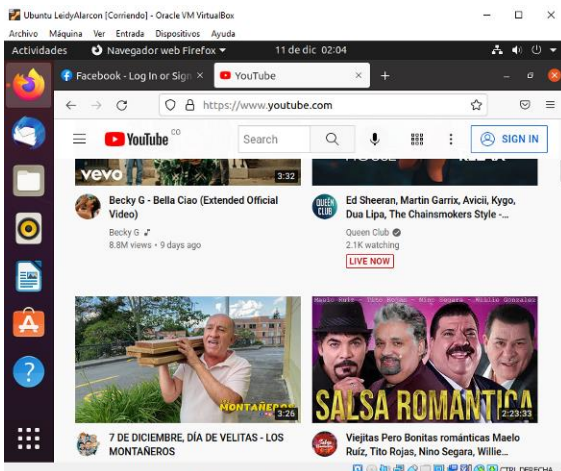 Ubuntu LeidyAlarcon [Corriendo] - Oracle VM VirtualBox
Archivo Máquina Ver Entrada Dispositivos Ayuda
Actividades Navegador web Firefox 11 de dic 02:04
Facebook - Log In or Sign YouTube
https://www.youtube.com
YouTube CO Search SIGN IN
vevo 3:32
Becky G - Bella Ciao (Extended Official Video)
Becky G
8.8M views • 9 days ago
QUEEN CLUB
Ed Sheeran, Martin Garrix, Avicii, Kygo,
Dua Lipa, The Chainsmokers Style -...
Queen Club
2.1K watching
LIVE NOW
MONTAÑEROS
3:26
7 DE DICIEMBRE, DÍA DE VELITAS - LOS
MONTAÑEROS
Maelo Ruiz - Tito Rojas - Nino Segara - Willie Gonzales
SALSA ROMANTICA
2:23:33
Viejitas Pero Bonitas románticas Maelo
Ruíz, Tito Rojas, Nino Segara, Willie...
CTRL DERECHA